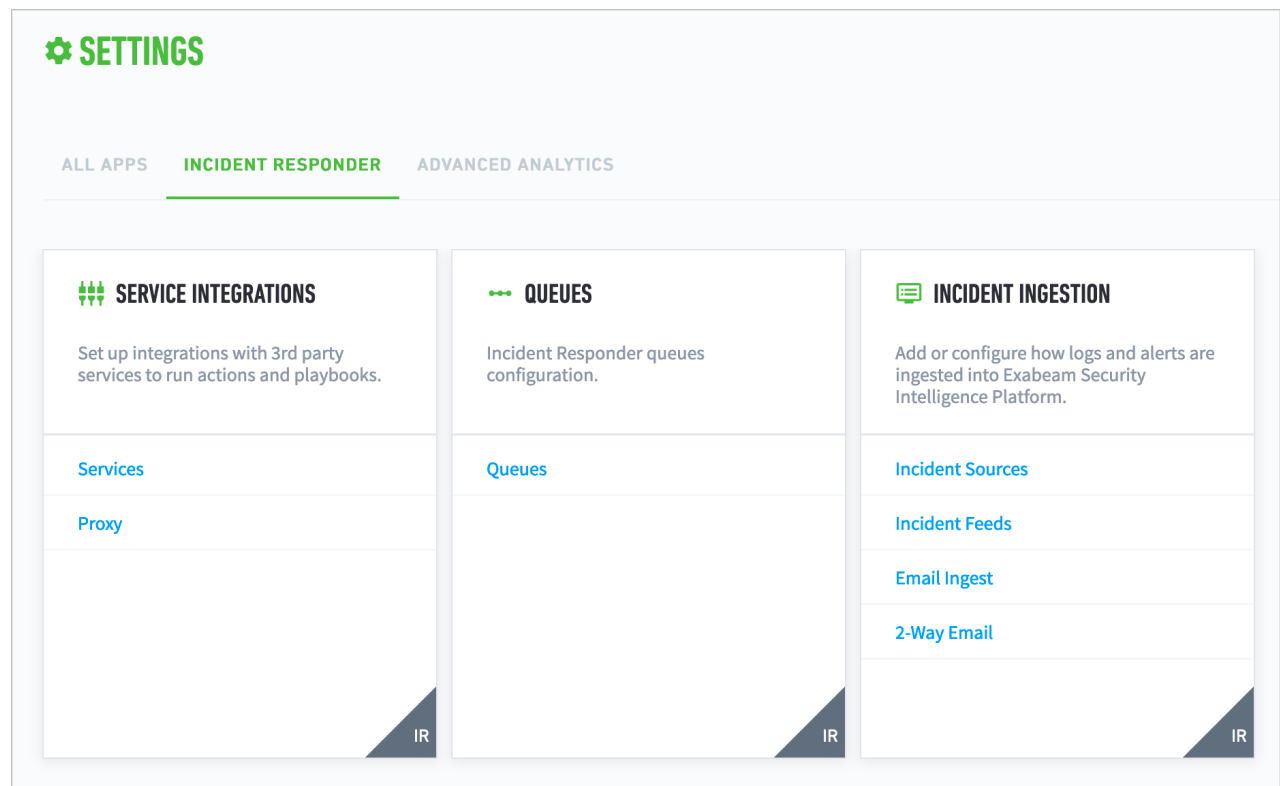 SETTINGS
ALL APPS
INCIDENT RESPONDER
ADVANCED ANALYTICS
SERVICE INTEGRATIONS
Set up integrations with 3rd party
services to run actions and playbooks.
Services
Proxy
IR
QUEUES
Incident Responder queues
configuration.
Queues
IR
INCIDENT INGESTION
Add or configure how logs and alerts are
ingested into Exabeam Security
Intelligence Platform.
Incident Sources
Incident Feeds
Email Ingest
2-Way Email
IR